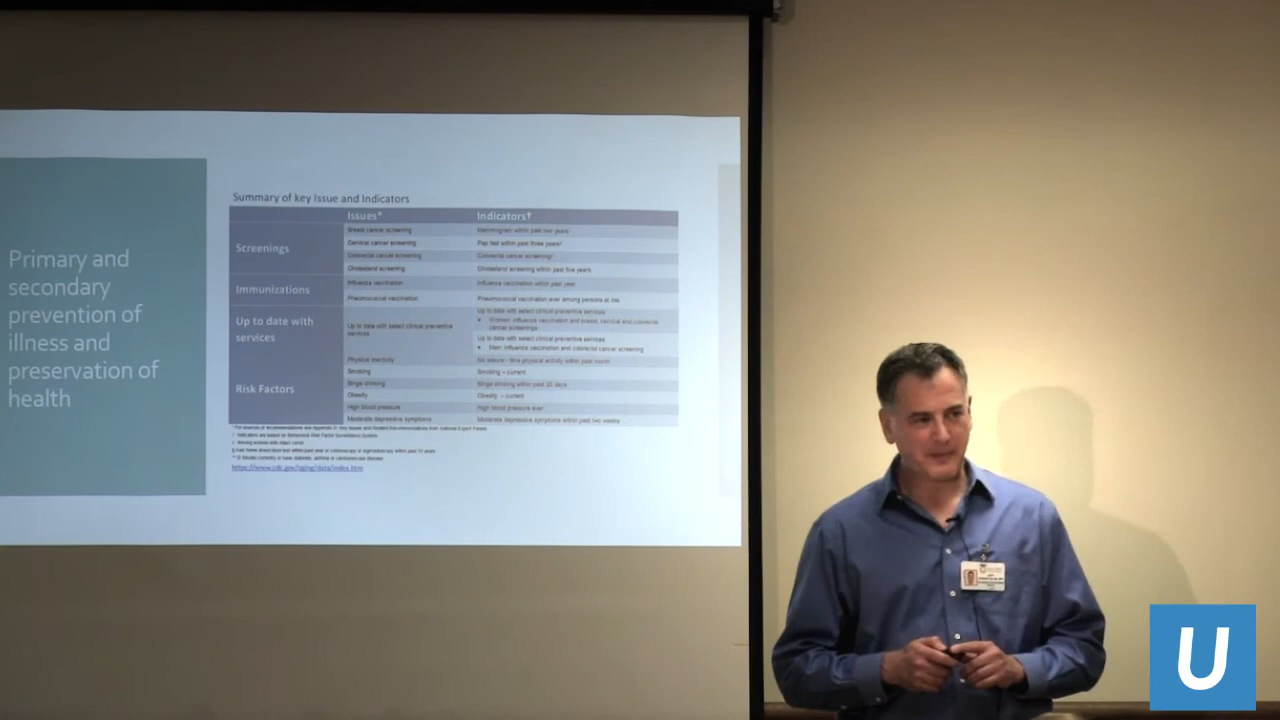 Primary and
secondary
prevention of
illness and
preservation of
health
Summary of key Issue and Indicators
Issues* Indicators†
Screenings
Breast cancer screening Mammogram within past two years
Cervical cancer screening Pap test within past three years
Colorectal cancer screening Colorectal cancer screening
Cholesterol screening Cholesterol screening within past five years
Immunizations
Influenza vaccination Influenza vaccination within past year
Pneumococcal vaccination Pneumococcal vaccination ever among persons at risk
Up to date with
services
Up to date with select clinical preventive
services
Up to date with select clinical preventive services
• Women: influenza vaccination and breast, cervical and colorectal
cancer screenings
Up to date with select clinical preventive services
• Men: influenza vaccination and colorectal cancer screening
Risk Factors
Physical inactivity No leisure-time physical activity within past month
Smoking Smoking – current
Binge drinking Binge drinking within past 30 days
Obesity Obesity – current
High blood pressure High blood pressure ever
Moderate depressive symptoms Moderate depressive symptoms within past two weeks
https://www.cdc.gov/aging/data/index.htm
U